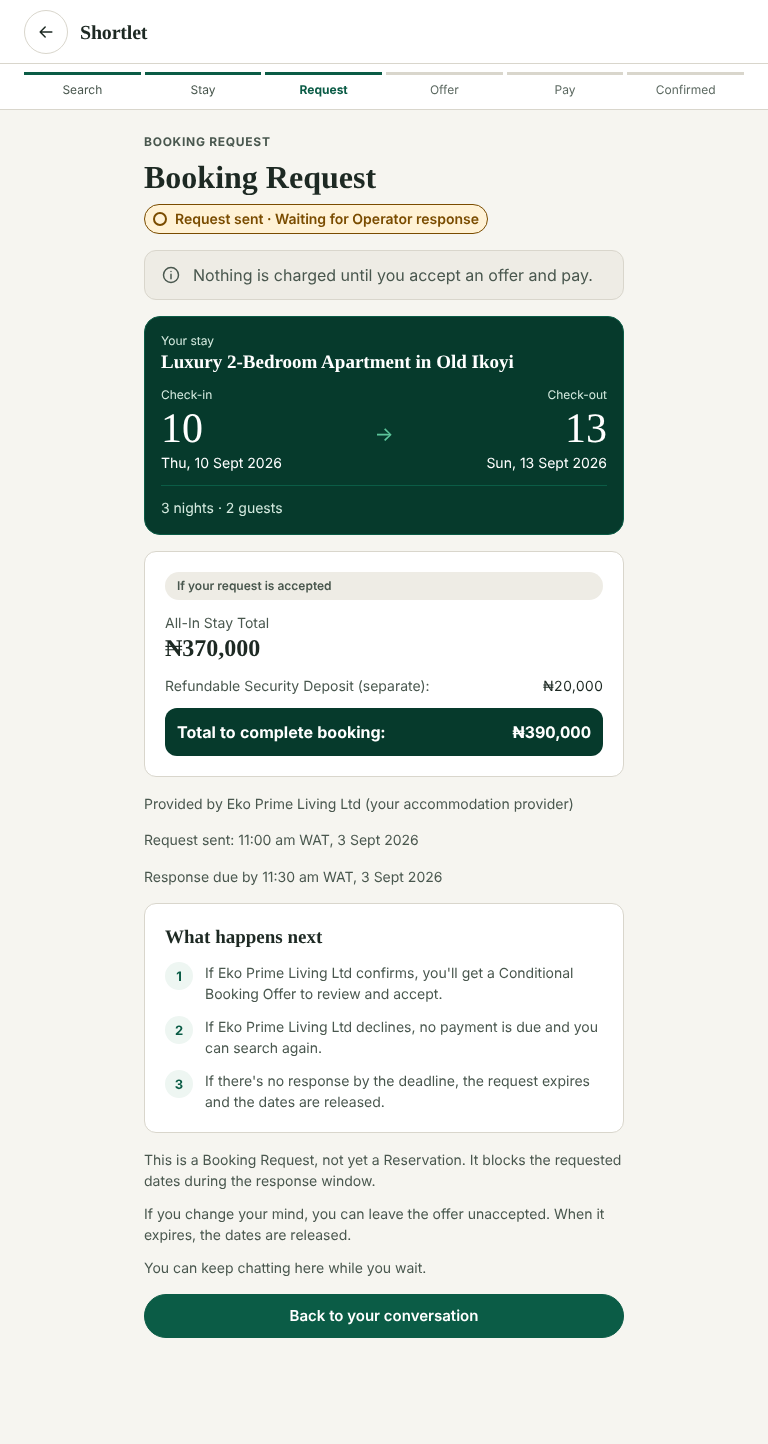 Shortlet
Search
Stay
Request
Offer
Pay
Confirmed
BOOKING REQUEST
Booking Request
Request sent · Waiting for Operator response
Nothing is charged until you accept an offer and pay.
Your stay
Luxury 2-Bedroom Apartment in Old Ikoyi
Check-in
Check-out
10
→
13
Thu, 10 Sept 2026
Sun, 13 Sept 2026
3 nights · 2 guests
If your request is accepted
All-In Stay Total
₦370,000
Refundable Security Deposit (separate):
₦20,000
Total to complete booking:
₦390,000
Provided by Eko Prime Living Ltd (your accommodation provider)
Request sent: 11:00 am WAT, 3 Sept 2026
Response due by 11:30 am WAT, 3 Sept 2026
What happens next
1
If Eko Prime Living Ltd confirms, you'll get a Conditional
Booking Offer to review and accept.
2
If Eko Prime Living Ltd declines, no payment is due and you
can search again.
3
If there's no response by the deadline, the request expires
and the dates are released.
This is a Booking Request, not yet a Reservation. It blocks the requested
dates during the response window.
If you change your mind, you can leave the offer unaccepted. When it
expires, the dates are released.
You can keep chatting here while you wait.
Back to your conversation